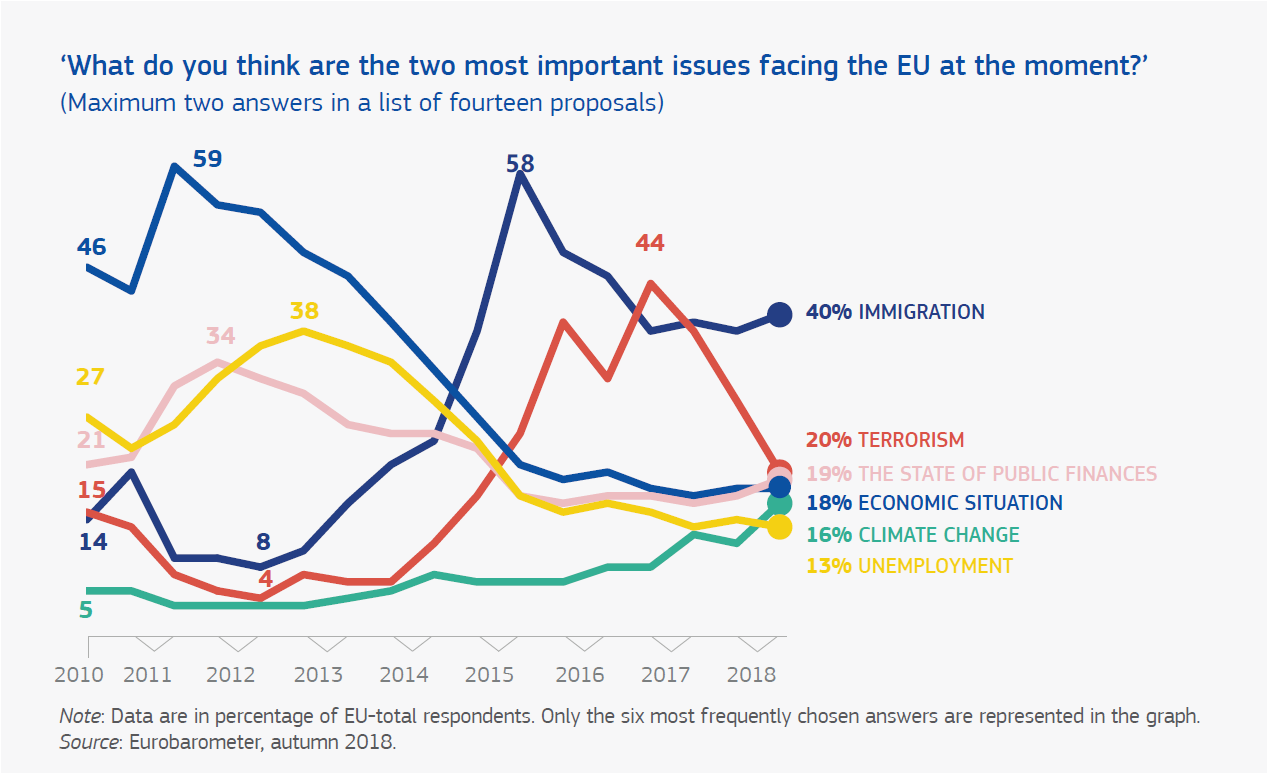 ‘What do you think are the two most important issues facing the EU at the moment?’
(Maximum two answers in a list of fourteen proposals)
59
58
46
44
38
34
27
21
15
14
8
4
5
40% IMMIGRATION
20% TERRORISM
19% THE STATE OF PUBLIC FINANCES
18% ECONOMIC SITUATION
16% CLIMATE CHANGE
13% UNEMPLOYMENT
2010 2011 2012 2013 2014 2015 2016 2017 2018
Note: Data are in percentage of EU-total respondents. Only the six most frequently chosen answers are represented in the graph.
Source: Eurobarometer, autumn 2018.